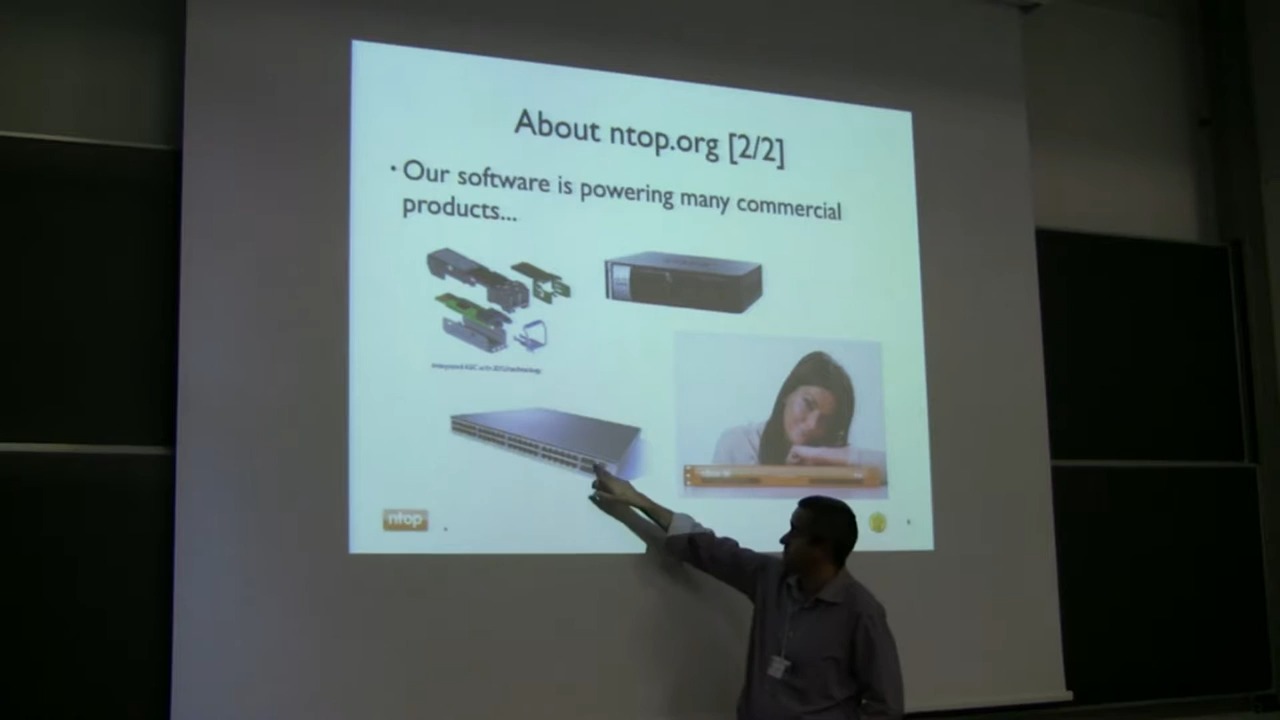 About ntop.org [2/2]
• Our software is powering many commercial
products...
ntop